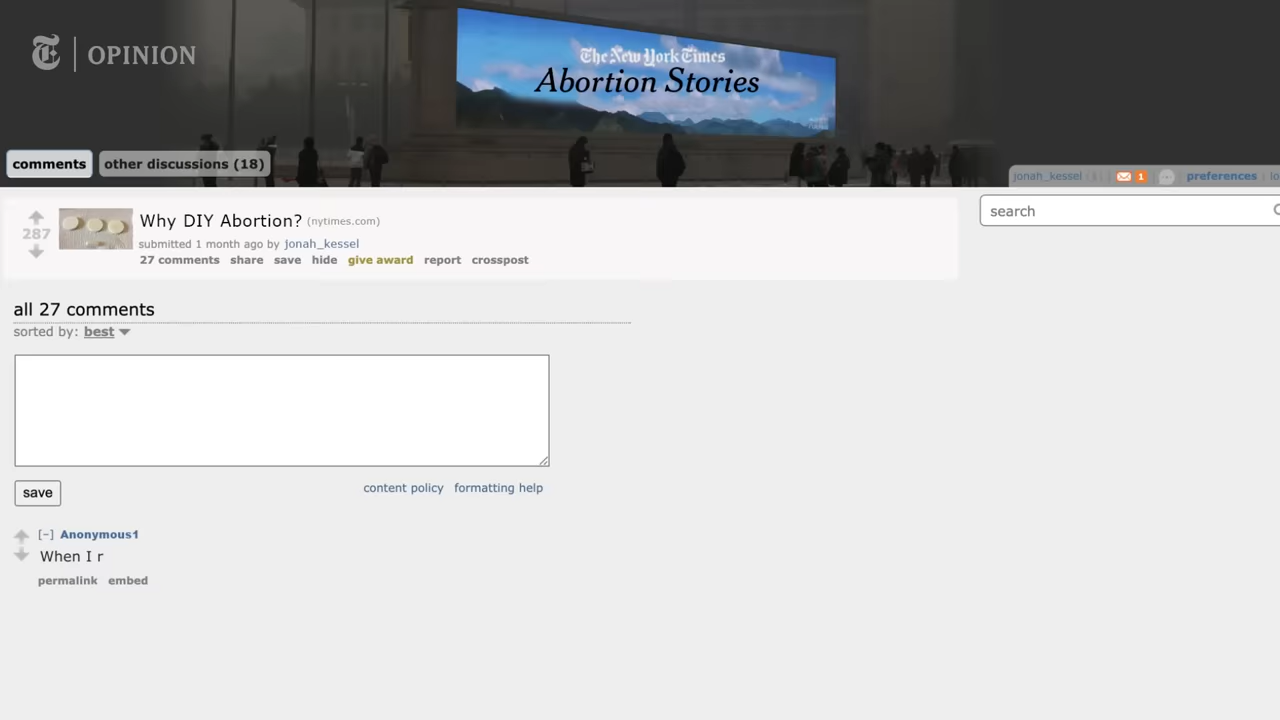 OPINION
The New York Times
Abortion Stories
comments other discussions (18)
jonah_kessel 1 preferences lo
search
287
Why DIY Abortion? (nytimes.com)
submitted 1 month ago by jonah_kessel
27 comments share save hide give award report crosspost
all 27 comments
sorted by: best
save content policy formatting help
[-] Anonymous1
When I r
permalink embed